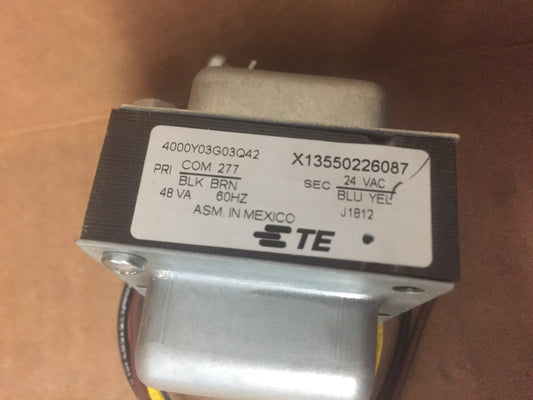 4000Y03G03Q42
X13550226087
PRI COM 277
BLK BRN
SEC 24 VAC
BLU YEL
48 VA 60HZ
J1812
ASM. IN MEXICO
TE